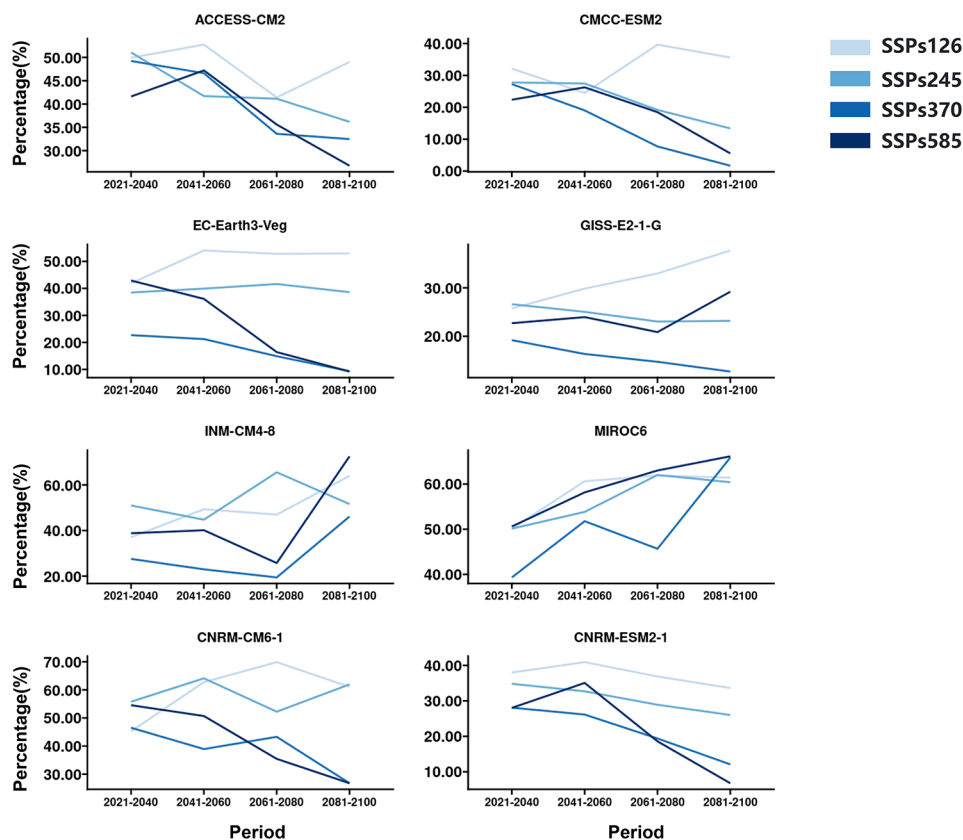 ACCESS-CM2
Percentage(%)
50.00
45.00
40.00
35.00
30.00
2021-2040 2041-2060 2061-2080 2081-2100
CMCC-ESM2
40.00
30.00
20.00
10.00
0.00
2021-2040 2041-2060 2061-2080 2081-2100
SSPs126
SSPs245
SSPs370
SSPs585
EC-Earth3-Veg
Percentage(%)
50.00
40.00
30.00
20.00
10.00
2021-2040 2041-2060 2061-2080 2081-2100
GISS-E2-1-G
30.00
20.00
2021-2040 2041-2060 2061-2080 2081-2100
INM-CM4-8
Percentage(%)
60.00
40.00
20.00
2021-2040 2041-2060 2061-2080 2081-2100
MIROC6
60.00
50.00
40.00
2021-2040 2041-2060 2061-2080 2081-2100
CNRM-CM6-1
Percentage(%)
70.00
60.00
50.00
40.00
30.00
2021-2040 2041-2060 2061-2080 2081-2100
Period
CNRM-ESM2-1
40.00
30.00
20.00
10.00
2021-2040 2041-2060 2061-2080 2081-2100
Period